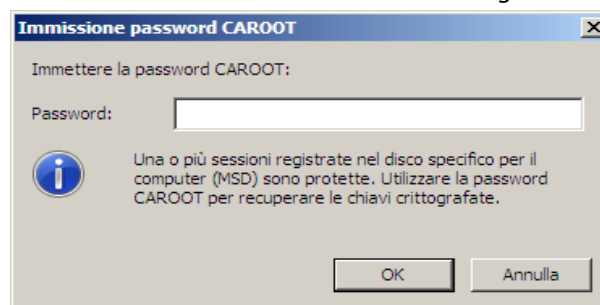 Immissione password CAROOT
Immettere la password CAROOT:
Password:
Una o più sessioni registrate nel disco specifico per il
computer (MSD) sono protette. Utilizzare la password
CAROOT per recuperare le chiavi crittografate.
OK
Annulla